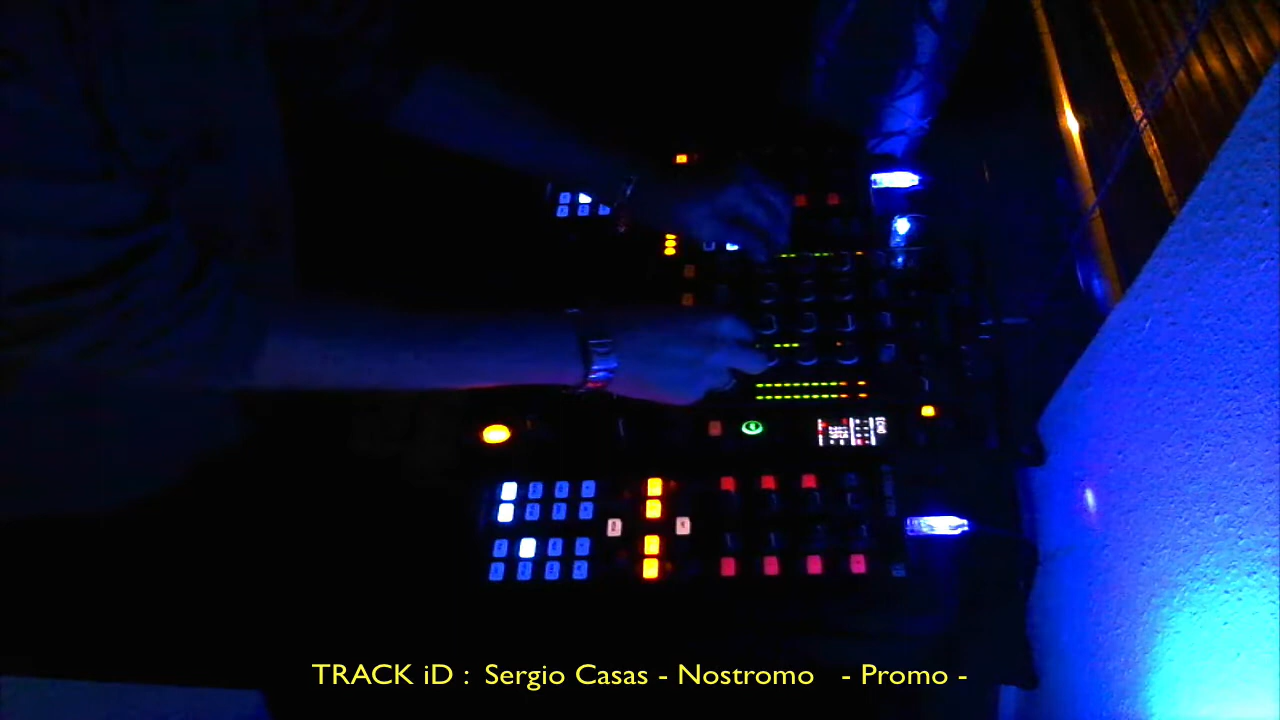 TRACK iD : Sergio Casas - Nostromo - Promo -